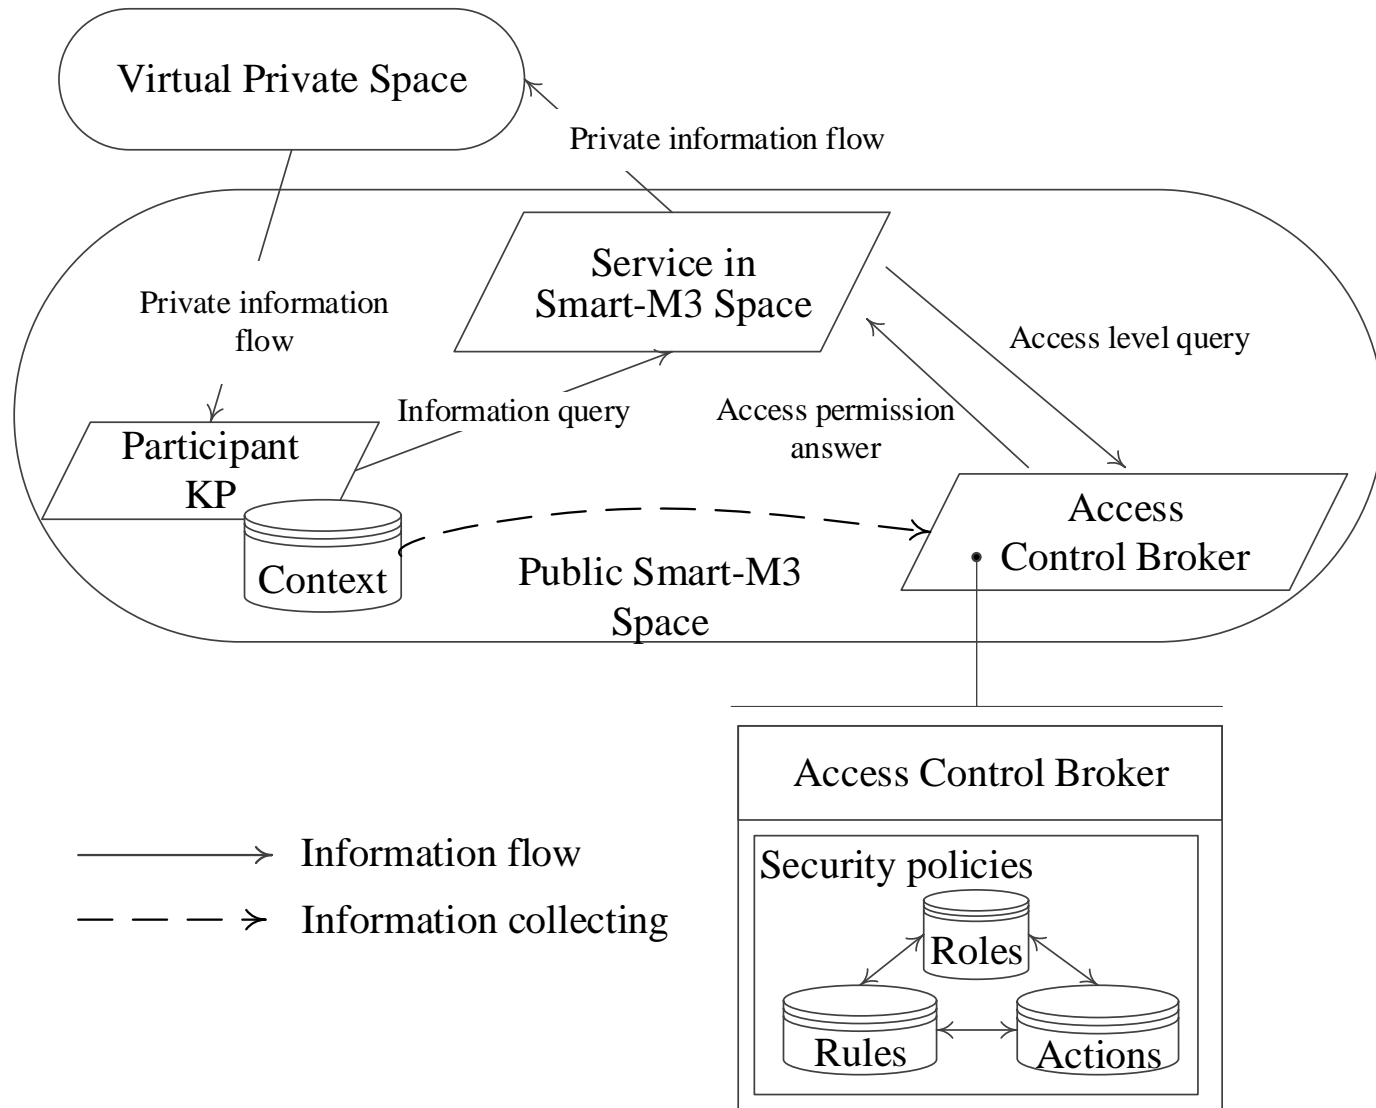 Virtual Private Space
Private information flow
Service in
Smart-M3 Space
Private information
flow
Access level query
Information query
Access permission
answer
Participant
KP
Context
Public Smart-M3
Space
Access
Control Broker
Access Control Broker
Information flow
Information collecting
Security policies
Roles
Rules
Actions